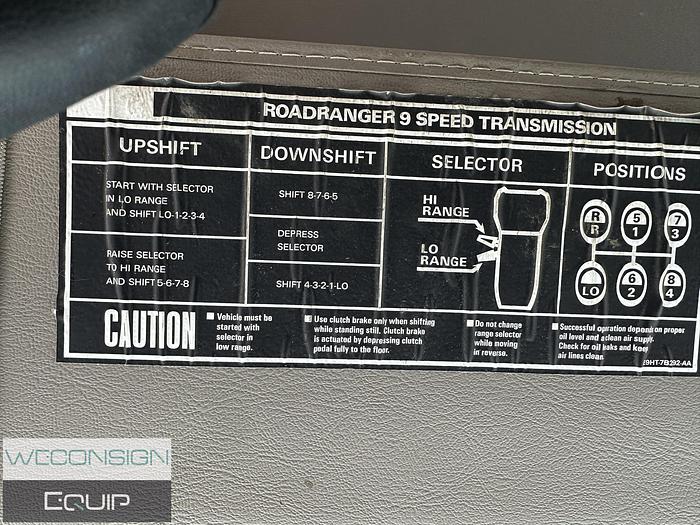 ROADRANGER 9 SPEED TRANSMISSION
UPSHIFT
START WITH SELECTOR
IN LO RANGE
AND SHIFT LO-1-2-3-4
RAISE SELECTOR
TO HI RANGE
AND SHIFT 5-6-7-8
DOWNSHIFT
SHIFT 8-7-6-5
DEPRESS
SELECTOR
SHIFT 4-3-2-1-LO
SELECTOR
HI
RANGE
LO
RANGE
POSITIONS
R 5 7
R 1 3
6 8
LO 2 4
CAUTION
Vehicle must be
started with
selector in
low range.
Use clutch brake only when shifting
while standing still. Clutch brake
is actuated by depressing clutch
pedal fully to the floor.
Do not change
range selector
while moving
in reverse.
Successful operation depend on proper
oil level and clean air supply.
Check for oil leaks and keep
air lines clean
E9HT-7B292-AA
WECONSIGN
EQUIP